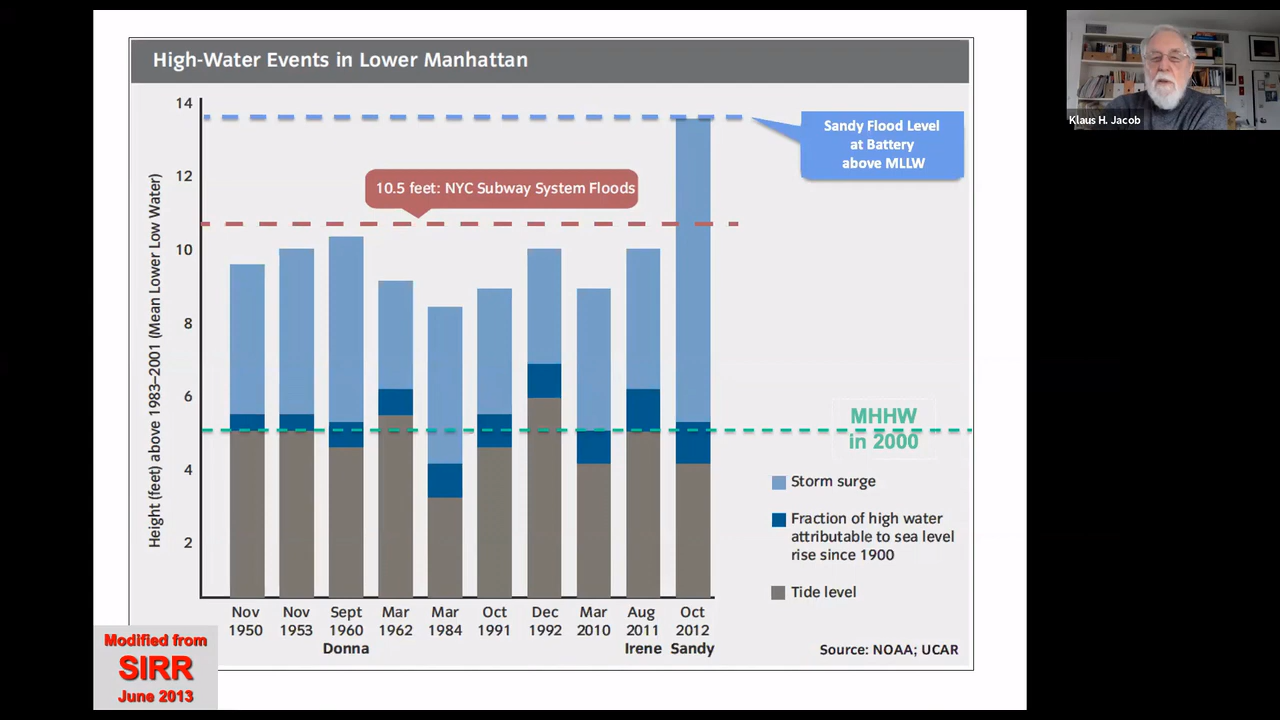 High-Water Events in Lower Manhattan
Height (feet) above 1983–2001 (Mean Lower Low Water)
14
12
10
8
6
4
2
Sandy Flood Level
at Battery
above MLLW
10.5 feet: NYC Subway System Floods
MHHW
in 2000
Storm surge
Fraction of high water
attributable to sea level
rise since 1900
Tide level
Nov
1950
Nov
1953
Sept
1960
Donna
Mar
1962
Mar
1984
Oct
1991
Dec
1992
Mar
2010
Aug
2011
Irene
Oct
2012
Sandy
Source: NOAA; UCAR
Modified from
SIRR
June 2013
Klaus H. Jacob